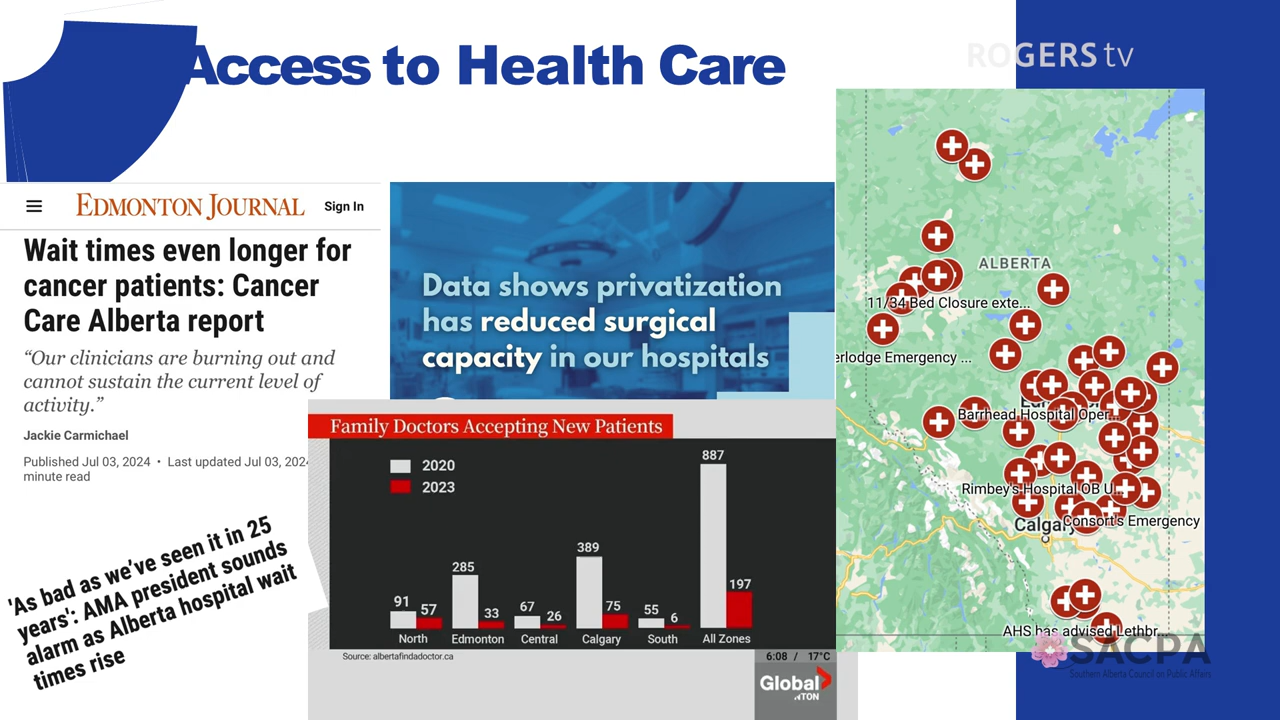 Access to Health Care
ROGERS tv
EDMONTON JOURNAL
Sign In
Wait times even longer for
cancer patients: Cancer
Care Alberta report
“Our clinicians are burning out and
cannot sustain the current level of
activity.”
Jackie Carmichael
Published Jul 03, 2024 • Last updated Jul 03, 2024
minute read
'As bad as we've seen it in 25
years': AMA president sounds
alarm as Alberta hospital wait
times rise
Data shows privatization
has reduced surgical
capacity in our hospitals
Family Doctors Accepting New Patients
2020
2023
887
389
285
197
91
57
33
67
26
75
55
6
North
Edmonton
Central
Calgary
South
All Zones
Source: albertafindadoctor.ca
6:08 / 17°C
Global
ALBERTA
11/34 Bed Closure exte...
erlodge Emergency ...
Barrhead Hospital Oper...
Rimbey's Hospital OB U...
Calgary
Consort's Emergency
AHS has advised Lethbr...
SACPA
Southern Alberta Council on Public Affairs